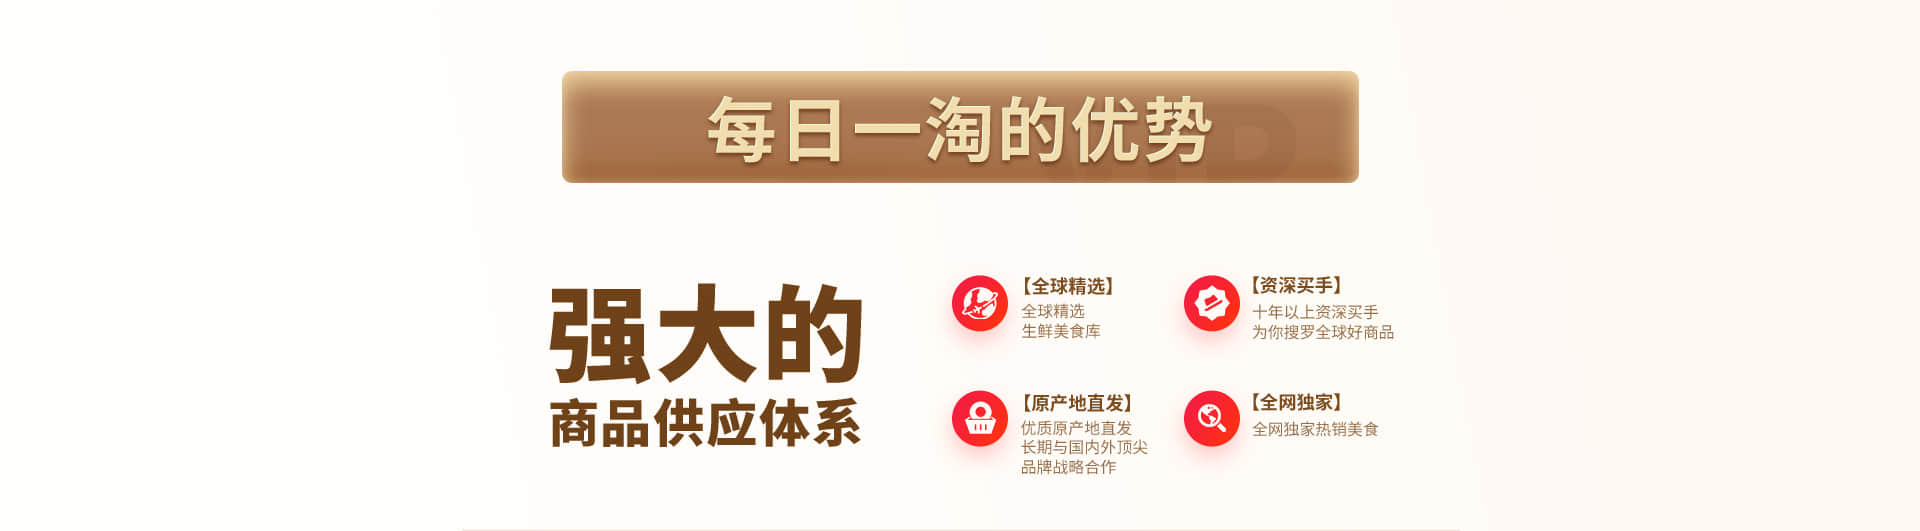 每日一淘的优势
强大的
商品供应体系
【全球精选】
全球精选
生鲜美食库
【资深买手】
十年以上资深买手
为你搜罗全球好商品
【原产地直发】
优质原产地直发
长期与国内外顶尖
品牌战略合作
【全网独家】
全网独家热销美食